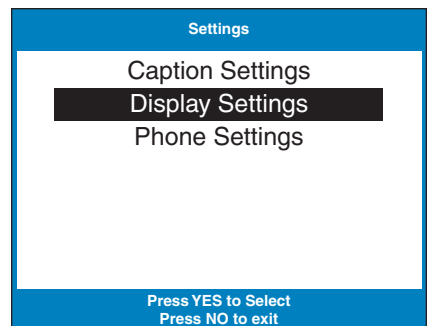 Settings
Caption Settings
Display Settings
Phone Settings
Press YES to Select
Press NO to exit